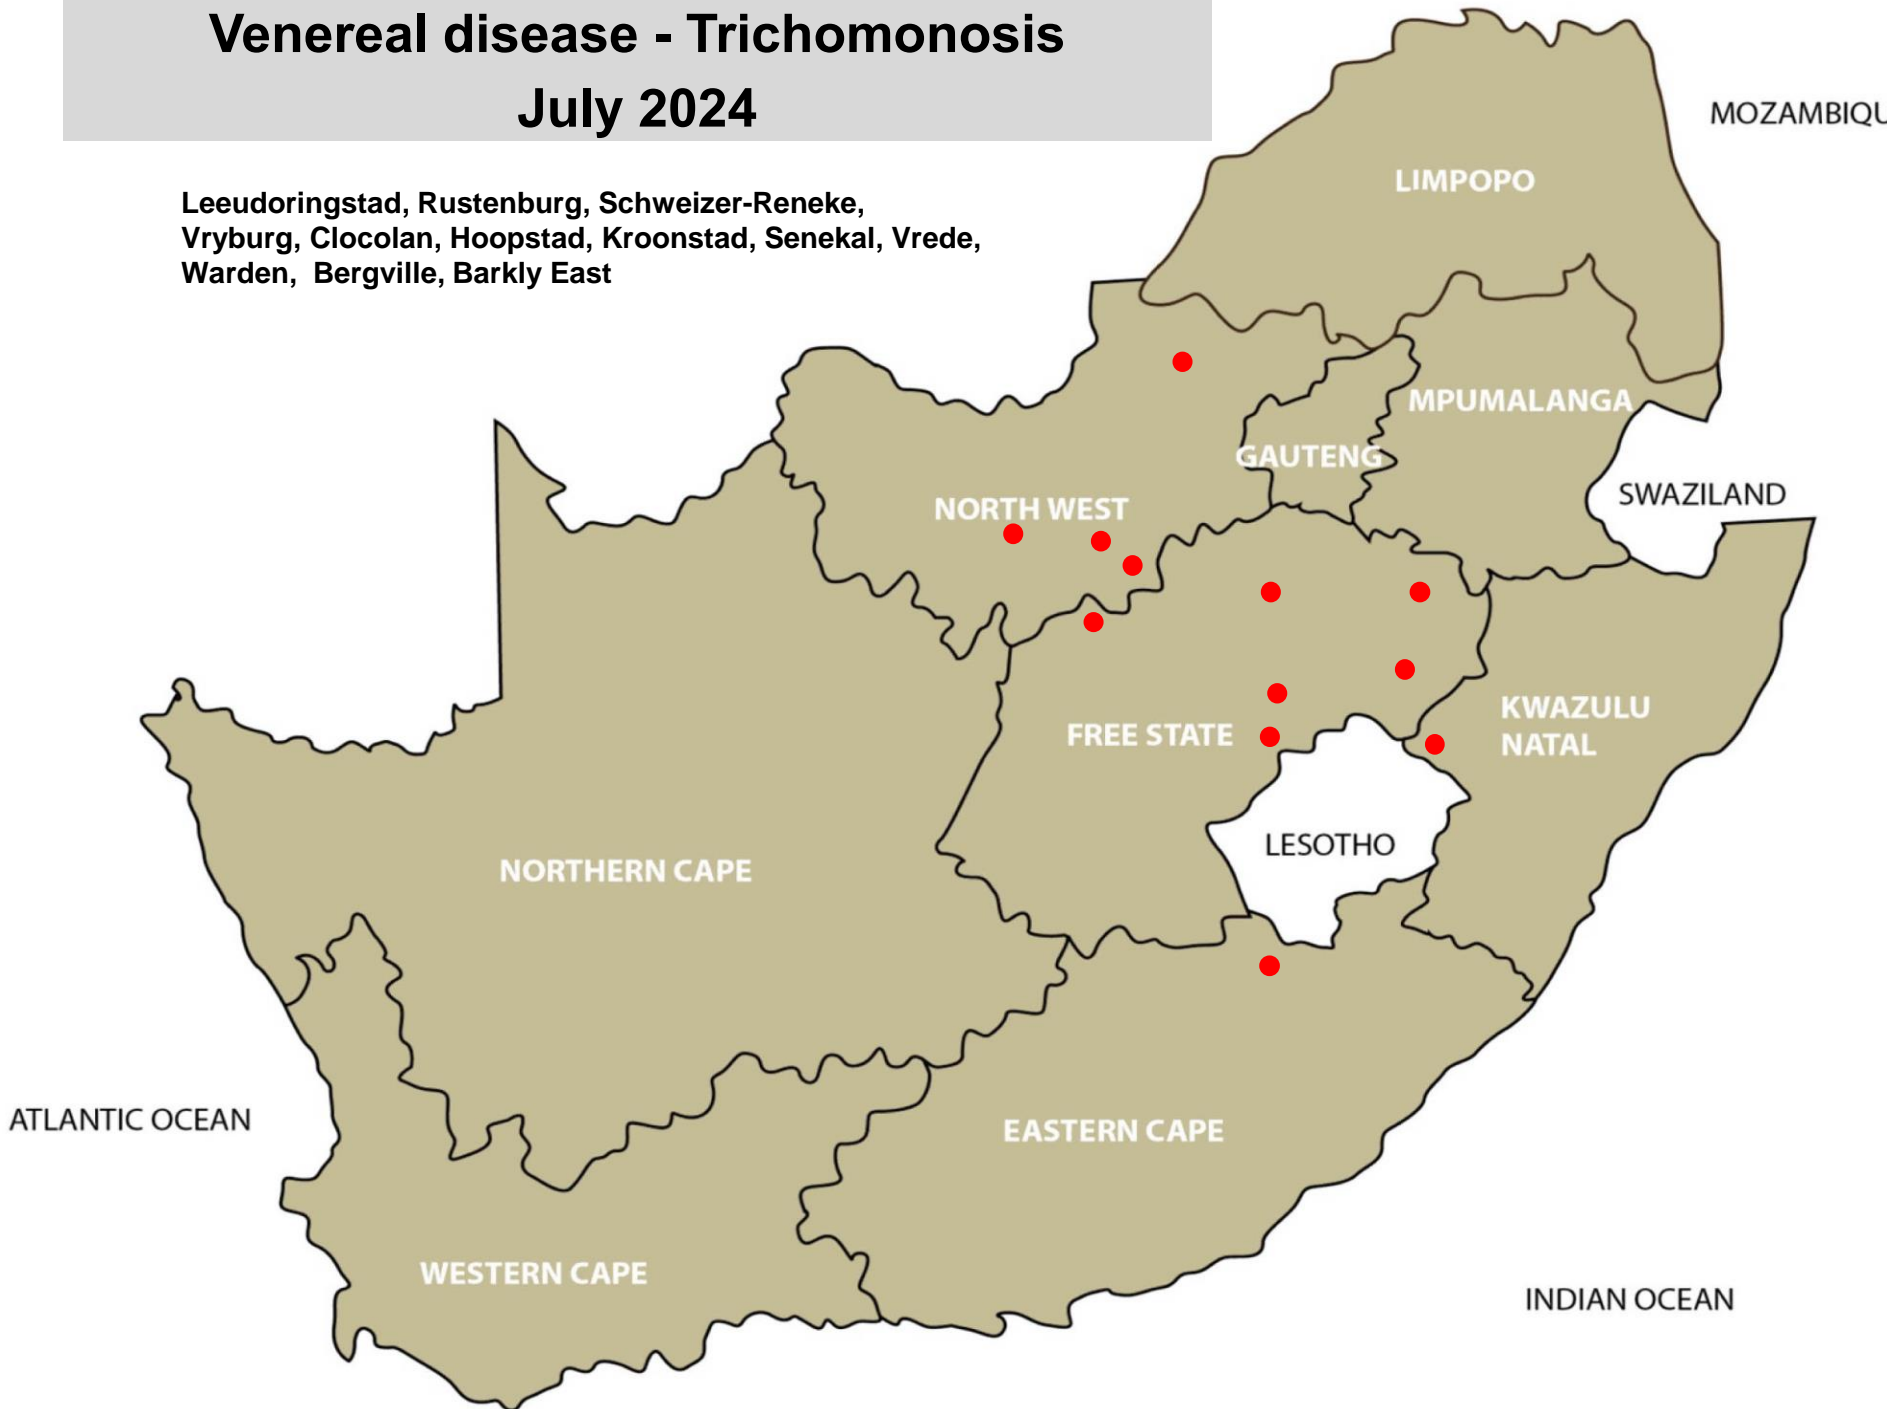 Venereal disease - Trichomonosis
July 2024
MOZAMBIQU
LIMPOPO
Leeudoringstad, Rustenburg, Schweizer-Reneke,
Vryburg, Clocolan, Hoopstad, Kroonstad, Senekal, Vrede,
Warden,  Bergville, Barkly East
MPUMALANGA
GAUTENG
SWAZILAND
NORTH WEST
KWAZULU
NATAL
FREE STATE
LESOTHO
NORTHERN CAPE
ATLANTIC OCEAN
EASTERN CAPE
WESTERN CAPE
INDIAN OCEAN